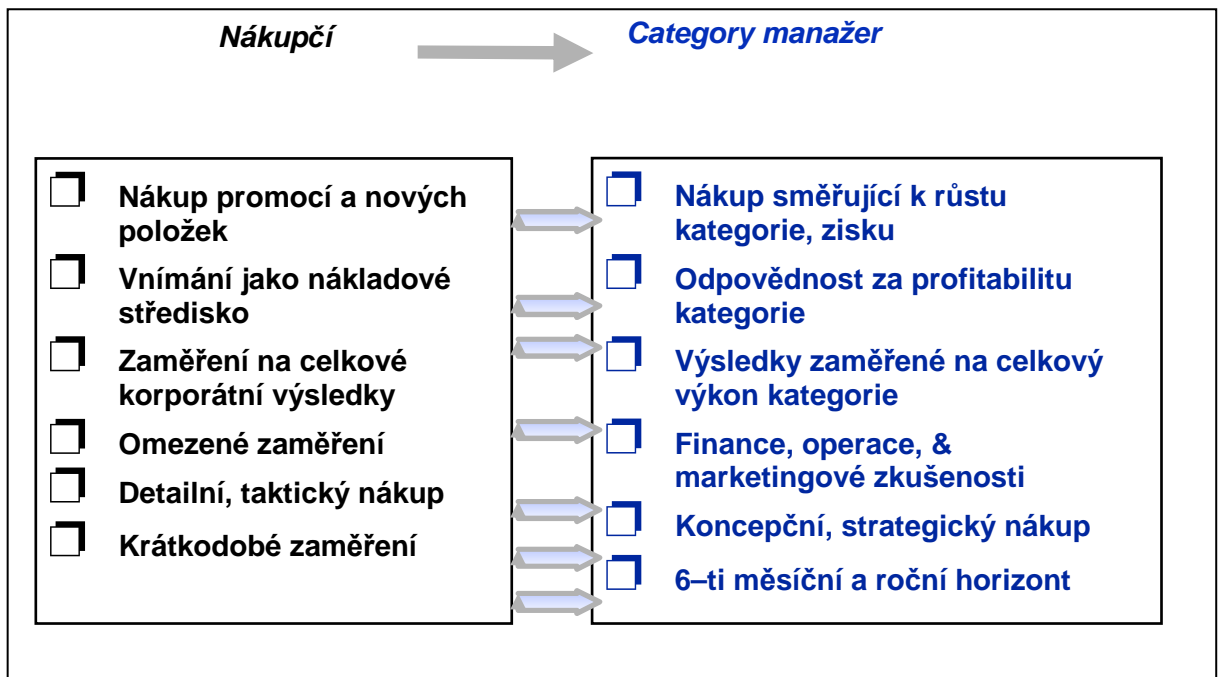 Nákupčí
Category manažer
Nákup promocí a nových
položek
Vnímání jako nákladové
středisko
Zaměření na celkové
korporátní výsledky
Omezené zaměření
Detailní, taktický nákup
Krátkodobé zaměření
Nákup směřující k růstu
kategorie, zisku
Odpovědnost za profitabilitu
kategorie
Výsledky zaměřené na celkový
výkon kategorie
Finance, operace, &
marketingové zkušenosti
Koncepční, strategický nákup
6–ti měsíční a roční horizont